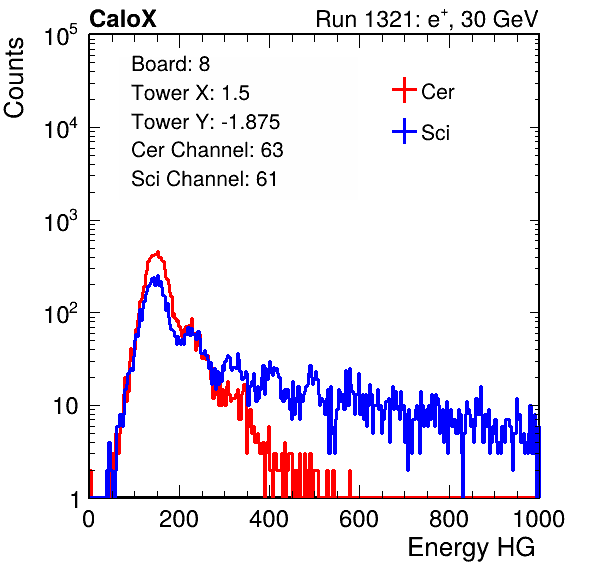 CaloX Run 1321: e⁺, 30 GeV
Counts
Board: 8
Tower X: 1.5
Tower Y: -1.875
Cer Channel: 63
Sci Channel: 61
Cer
Sci
10⁵
10⁴
10³
10²
10
1
0 200 400 600 800 1000
Energy HG